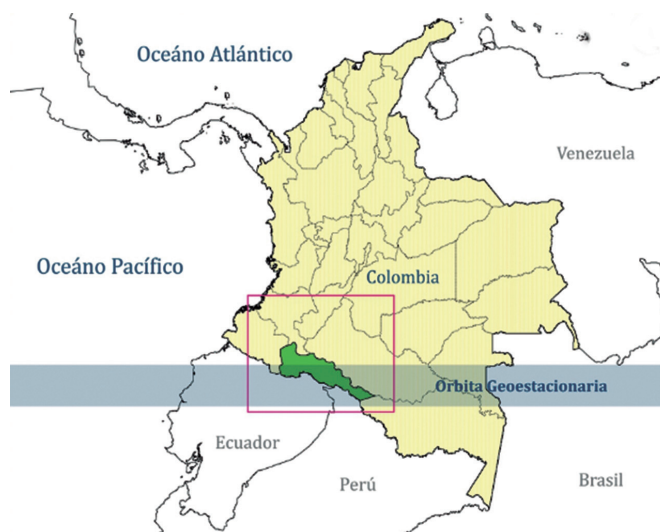 Oceáno Atlántico
Venezuela
Oceáno Pacífico
Colombia
Orbita Geoestacionaria
Ecuador
Perú
Brasil